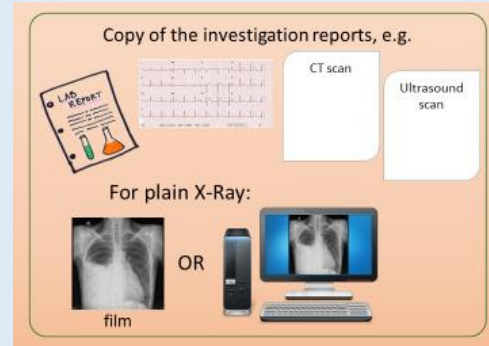 Copy of the investigation reports, e.g.
LAB
REPORT
CT scan
Ultrasound
scan
For plain X-Ray:
OR
film